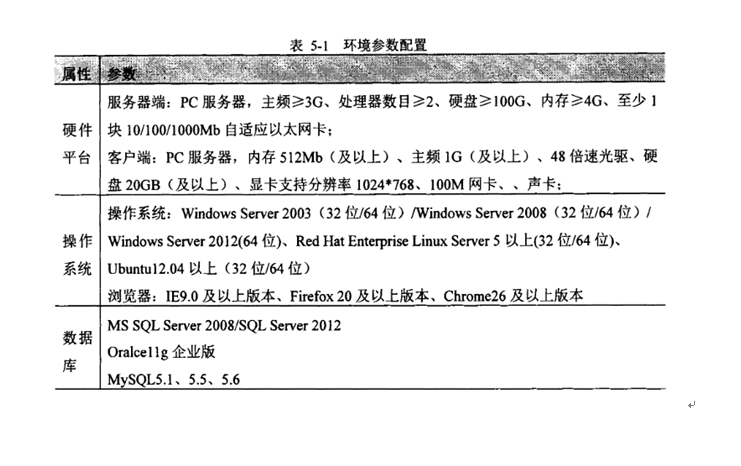 表 5-1 环境参数配置
属性 参数
服务器端：PC 服务器，主频≥3G、处理器数目≥2、硬盘≥100G、内存≥4G、至少 1
硬件 块 10/100/1000Mb 自适应以太网卡；
平台 客户端：PC 服务器，内存 512Mb（及以上）、主频 1G（及以上）、48 倍速光驱、硬
盘 20GB（及以上）、显卡支持分辨率 1024*768、100M 网卡、、声卡；
操作系统：Windows Server 2003（32 位/64 位）/Windows Server 2008（32 位/64 位）/
操作 Windows Server 2012(64 位)、Red Hat Enterprise Linux Server 5 以上(32 位/64 位)、
系统 Ubuntu12.04 以上（32 位/64 位）
浏览器：IE9.0 及以上版本、Firefox 20 及以上版本、Chrome26 及以上版本
MS SQL Server 2008/SQL Server 2012
数据
Oralce11g 企业版
库
MySQL5.1、5.5、5.6